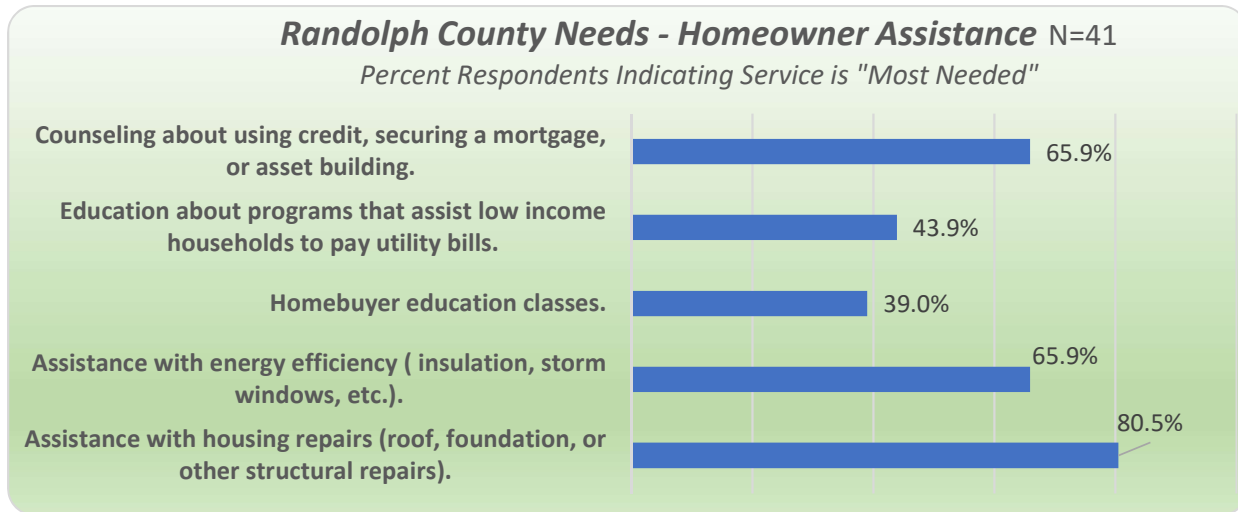 Randolph County Needs - Homeowner Assistance N=41
Percent Respondents Indicating Service is "Most Needed"
Counseling about using credit, securing a mortgage,
or asset building.
65.9%
Education about programs that assist low income
households to pay utility bills.
43.9%
Homebuyer education classes.
39.0%
Assistance with energy efficiency ( insulation, storm
windows, etc.).
65.9%
Assistance with housing repairs (roof, foundation, or
other structural repairs).
80.5%